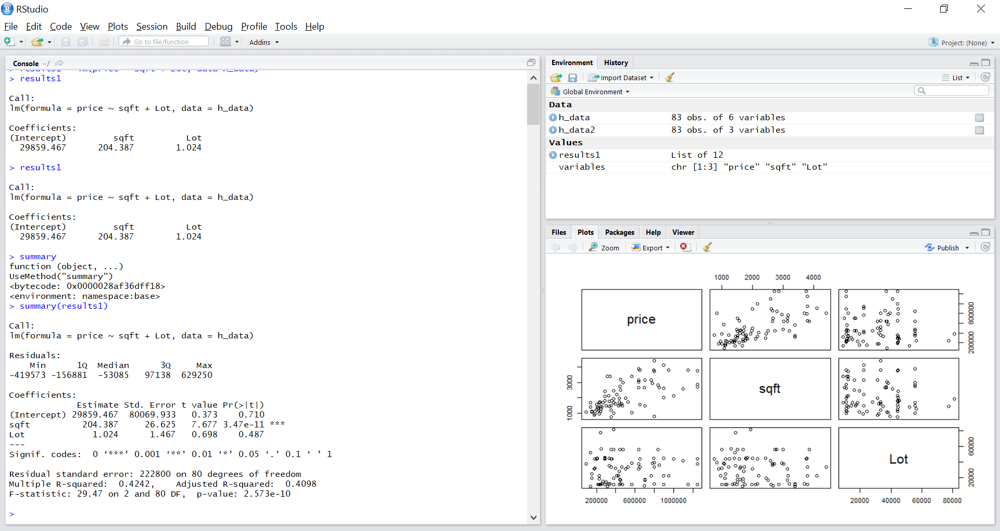 RStudio
File Edit Code View Plots Session Build Debug Profile Tools Help
Go to file/function Addins Project: (None)
Console ~/
> results1 lm(price ~ sqft + Lot, data h_data)
> results1
Call:
lm(formula = price ~ sqft + Lot, data = h_data)
Coefficients:
(Intercept) sqft Lot
29859.467 204.387 1.024
> results1
Call:
lm(formula = price ~ sqft + Lot, data = h_data)
Coefficients:
(Intercept) sqft Lot
29859.467 204.387 1.024
> summary
function (object, ...)
UseMethod("summary")
<bytecode: 0x0000028af36dff18>
<environment: namespace:base>
> summary(results1)
Call:
lm(formula = price ~ sqft + Lot, data = h_data)
Residuals:
Min 1Q Median 3Q Max
-419573 -156881 -53085 97138 629250
Coefficients:
Estimate Std. Error t value Pr(>|t|)
(Intercept) 29859.467 80069.933 0.373 0.710
sqft 204.387 26.625 7.677 3.47e-11 ***
Lot 1.024 1.467 0.698 0.487
---
Signif. codes: 0 ‘***’ 0.001 ‘**’ 0.01 ‘*’ 0.05 ‘.’ 0.1 ‘ ’ 1
Residual standard error: 222800 on 80 degrees of freedom
Multiple R-squared: 0.4242, Adjusted R-squared: 0.4098
F-statistic: 29.47 on 2 and 80 DF, p-value: 2.573e-10
>
Environment History
Import Dataset List
Global Environment
Data
h_data 83 obs. of 6 variables
h_data2 83 obs. of 3 variables
Values
results1 List of 12
variables chr [1:3] "price" "sqft" "Lot"
Files Plots Packages Help Viewer
Zoom Export Publish
1000 2000 3000 4000
price
200000 800000
1000 3000
sqft
Lot
20000 60000
200000 600000 1000000
20000 40000 60000 80000